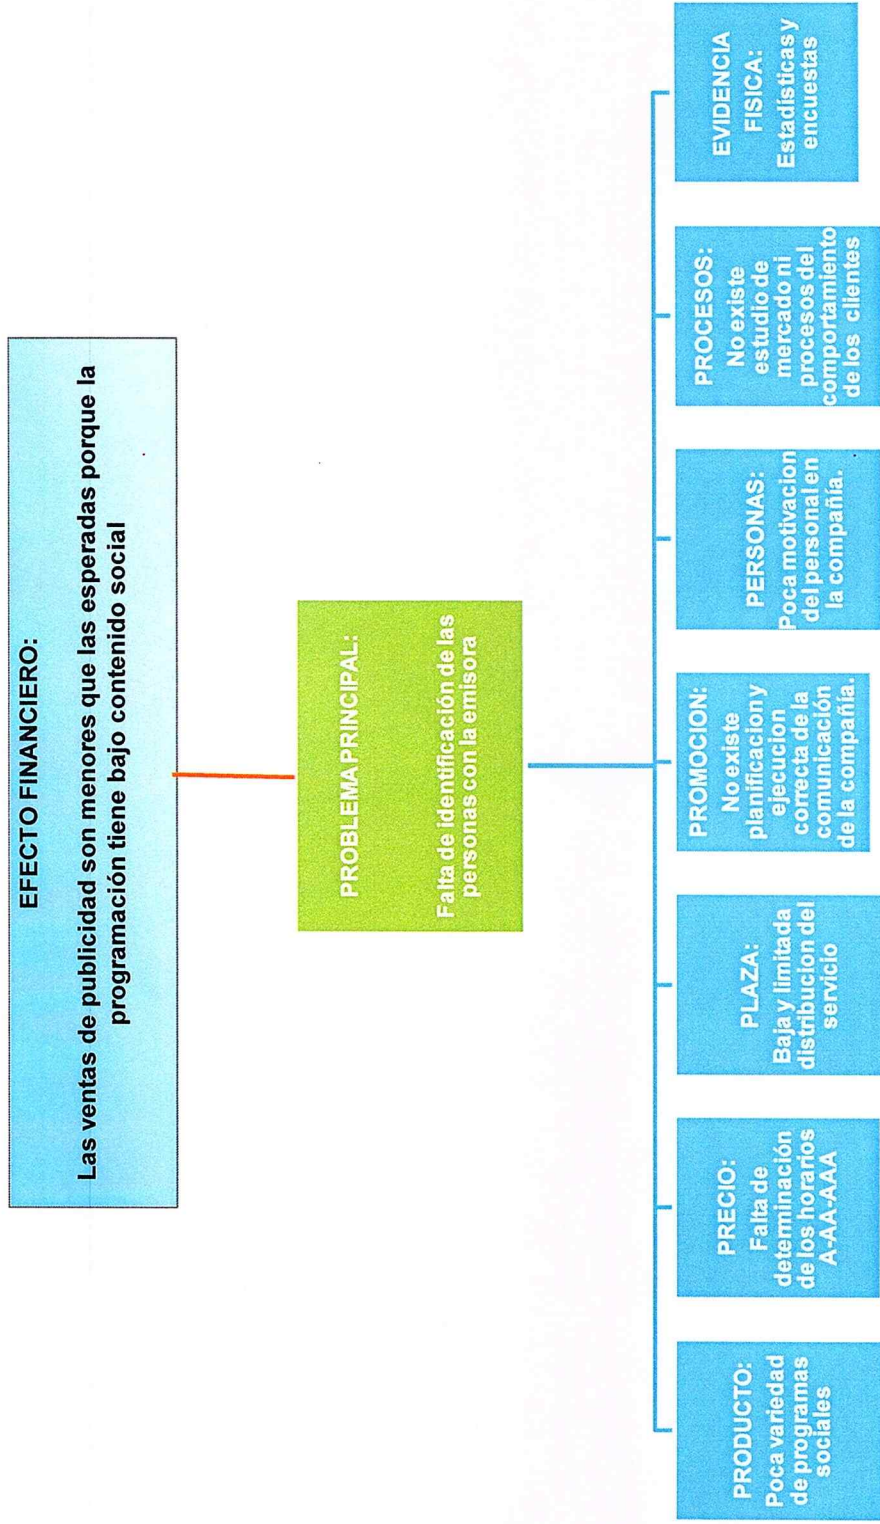 EFECTO FINANCIERO:
Las ventas de publicidad son menores que las esperadas porque la
programación tiene bajo contenido social
PROBLEMA PRINCIPAL:
Falta de identificación de las
personas con la emisora
PRODUCTO:
Poca variedad
de programas
sociales
PRECIO:
Falta de
determinación
de los horarios
A-AA-AAA
PLAZA:
Baja y limitada
distribucion del
servicio
PROMOCION:
No existe
planificacion y
ejecucion
correcta de la
comunicación
de la compañía.
PERSONAS:
Poca motivacion
del personal en
la compañía.
PROCESOS:
No existe
estudio de
mercado ni
procesos del
comportamiento
de los clientes
EVIDENCIA
FISICA:
Estadísticas y
encuestas